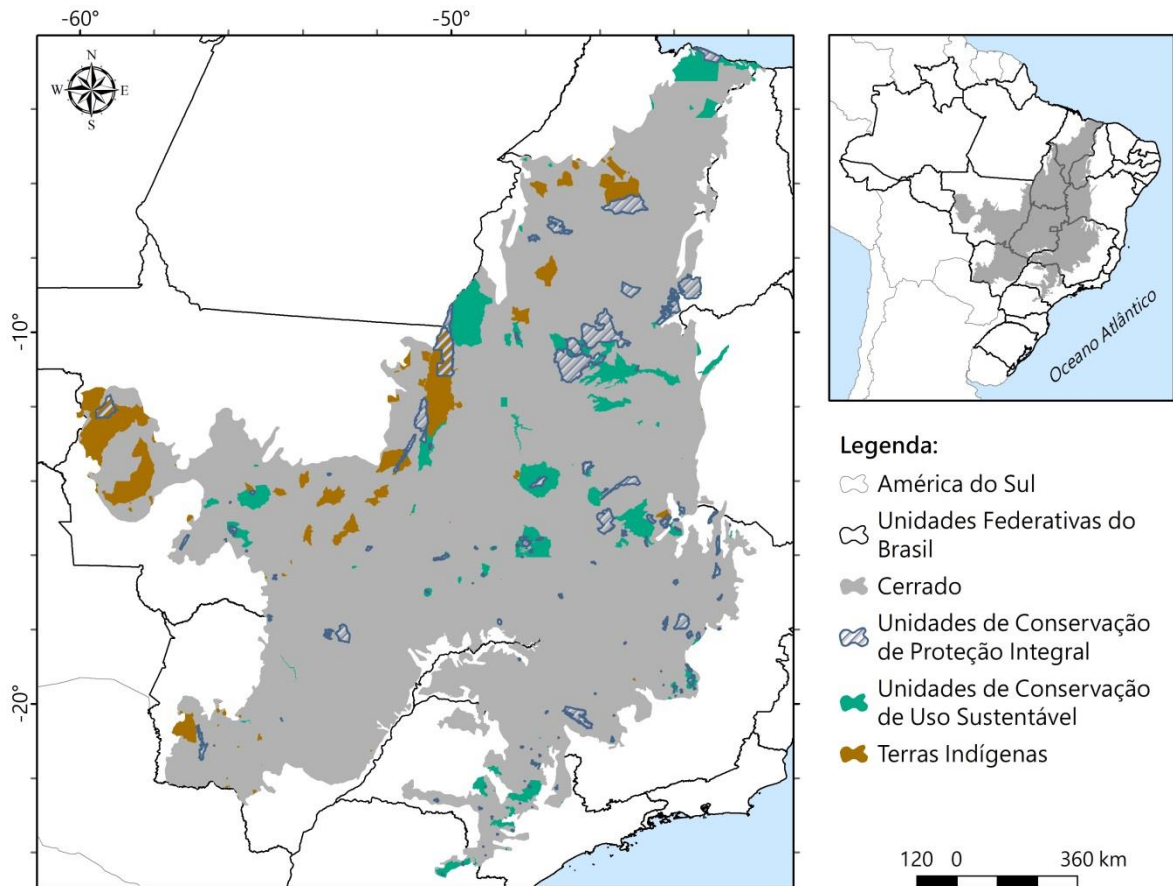 -60° -50°
N
W E
S
-10°
-20°
Oceano Atlântico
Legenda:
América do Sul
Unidades Federativas do
Brasil
Cerrado
Unidades de Conservação
de Proteção Integral
Unidades de Conservação
de Uso Sustentável
Terras Indígenas
120 0 360 km